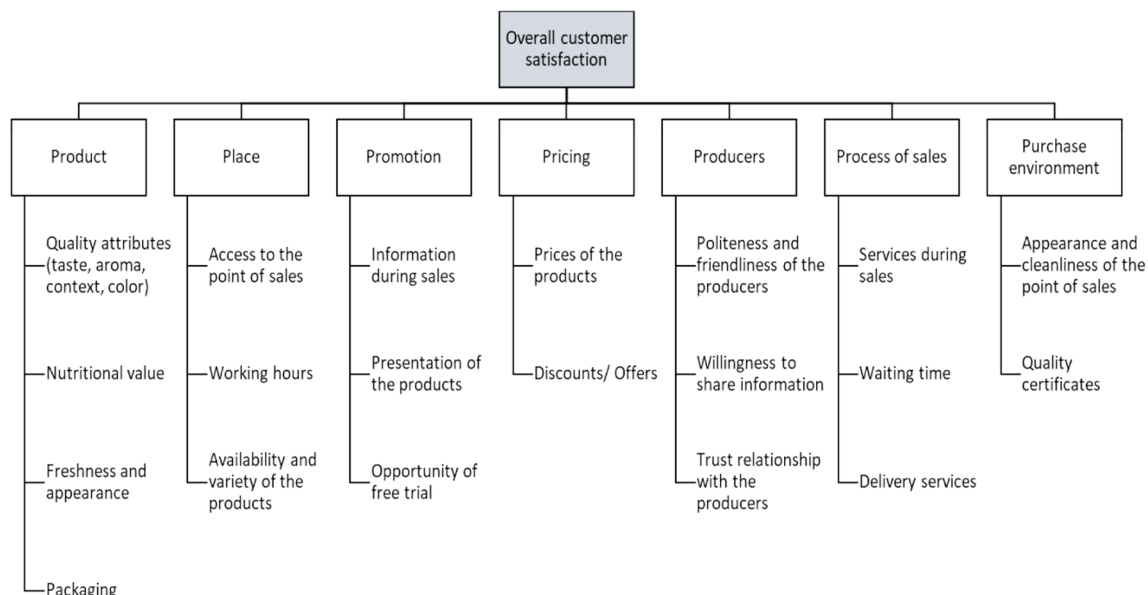 Overall customer
satisfaction
Product
Place
Promotion
Pricing
Producers
Process of sales
Purchase
environment
Quality attributes
(taste, aroma,
context, color)
Nutritional value
Freshness and
appearance
Packaging
Access to the
point of sales
Working hours
Availability and
variety of the
products
Information
during sales
Presentation of
the products
Opportunity of
free trial
Prices of the
products
Discounts/ Offers
Politeness and
friendliness of the
producers
Willingness to
share information
Trust relationship
with the
producers
Services during
sales
Waiting time
Delivery services
Appearance and
cleanliness of the
point of sales
Quality
certificates